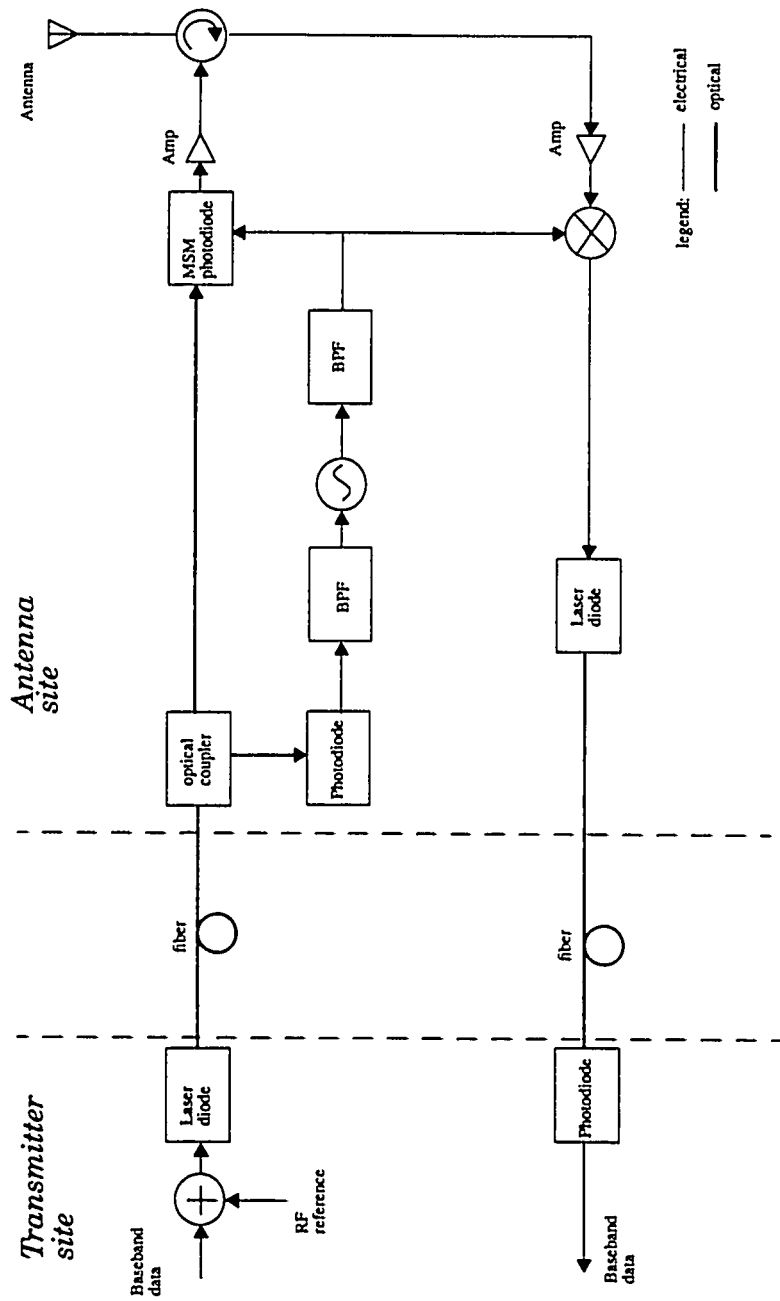 Transmitter
site
Antenna
site
Baseband
data
RF
reference
Laser
diode
fiber
optical
coupler
Photodiode
BPF
BPF
MSM
photodiode
Amp
Antenna
Baseband
data
Photodiode
fiber
Laser
diode
Amp
legend:
electrical
optical